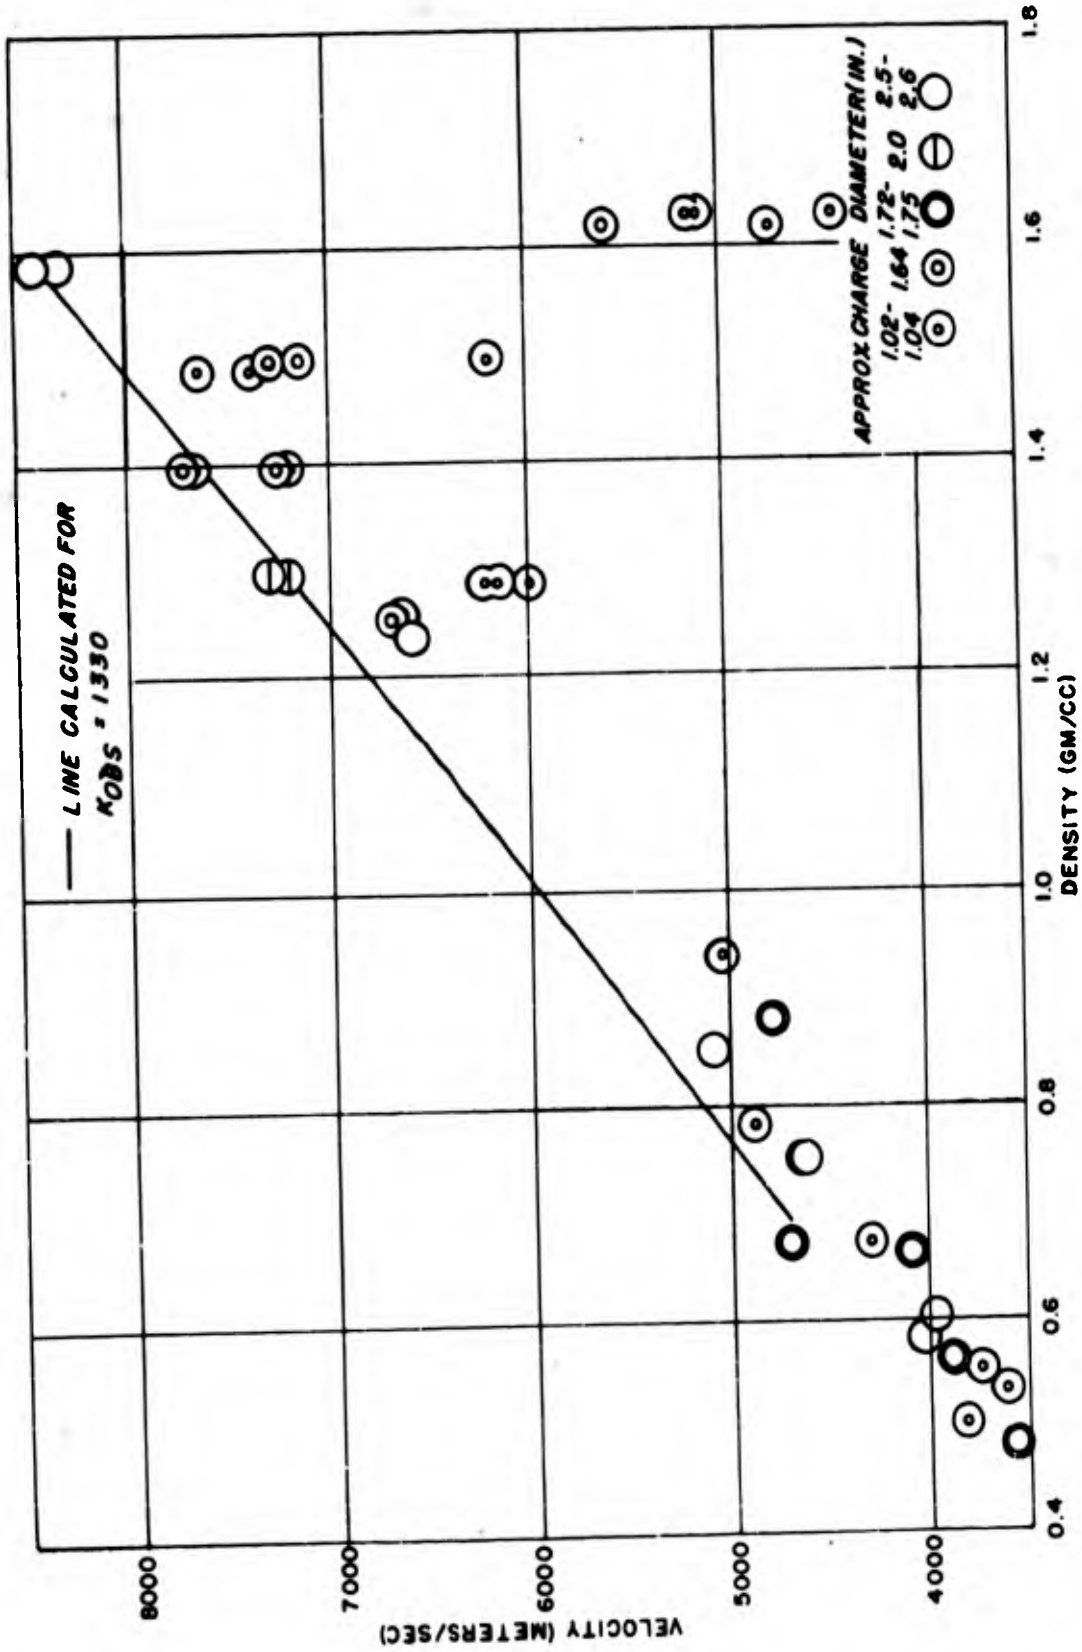 — LINE CALCULATED FOR
KOBS = 1330
VELOCITY (METERS/SEC)
8000
7000
6000
5000
4000
APPROX. CHARGE DIAMETER (IN.)
1.02- 1.64 1.72- 2.0 2.5-
1.04 1.75 2.6
0.4 0.6 0.8 1.0 1.2 1.4 1.6 1.8
DENSITY (GM/CC)